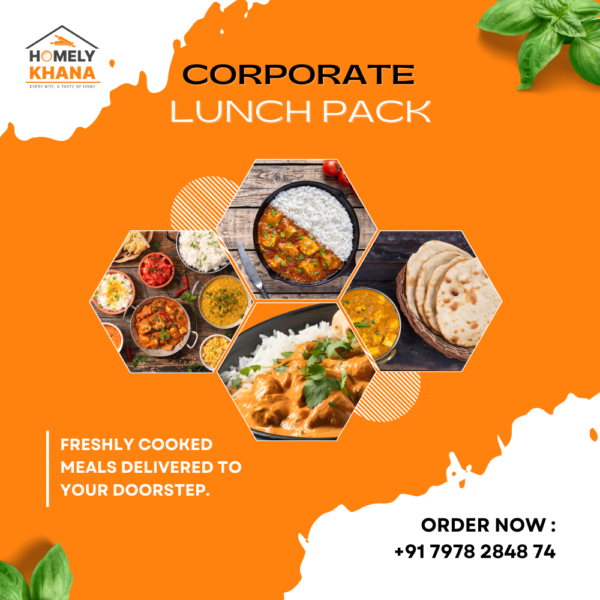 HOMELY
KHANA
EVERY BITE, A TASTE OF HOME!
CORPORATE
LUNCH PACK
FRESHLY COOKED
MEALS DELIVERED TO
YOUR DOORSTEP.
ORDER NOW :
+91 7978 2848 74